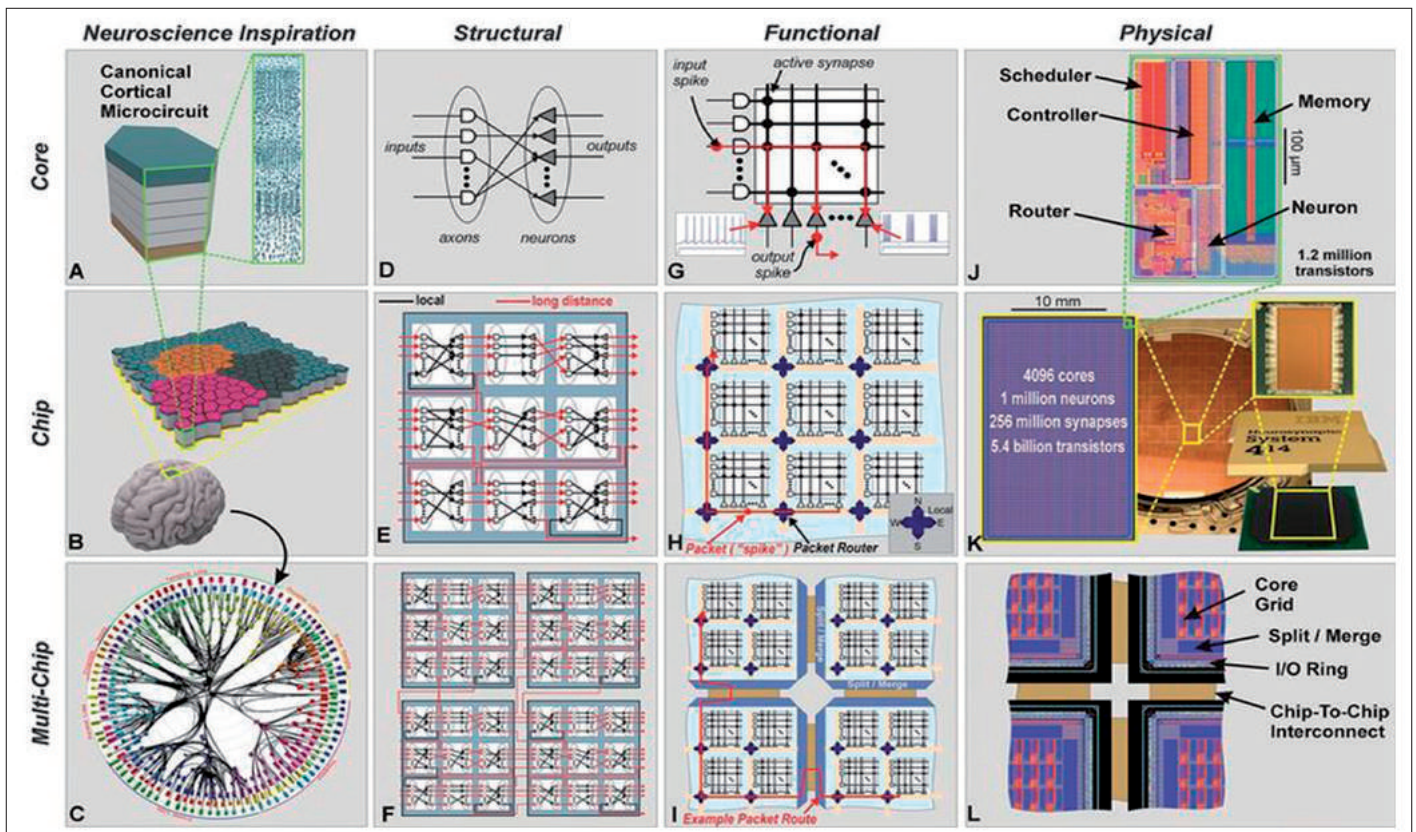 Neuroscience Inspiration
Structural
Functional
Physical
Core
Canonical
Cortical
Microcircuit
A
inputs
outputs
axons
neurons
D
input
spike
active synapse
output
spike
G
Scheduler
Controller
Router
Memory
100 μm
Neuron
1.2 million
transistors
J
Chip
B
local
long distance
E
N
Local
W
E
S
Packet ("spike")
Packet Router
H
10 mm
4096 cores
1 million neurons
256 million synapses
5.4 billion transistors
Neurosynaptic
System
414
K
Multi-Chip
C
F
Split / Merge
Split / Merge
Example Packet Route
I
Core
Grid
Split / Merge
I/O Ring
Chip-To-Chip
Interconnect
L